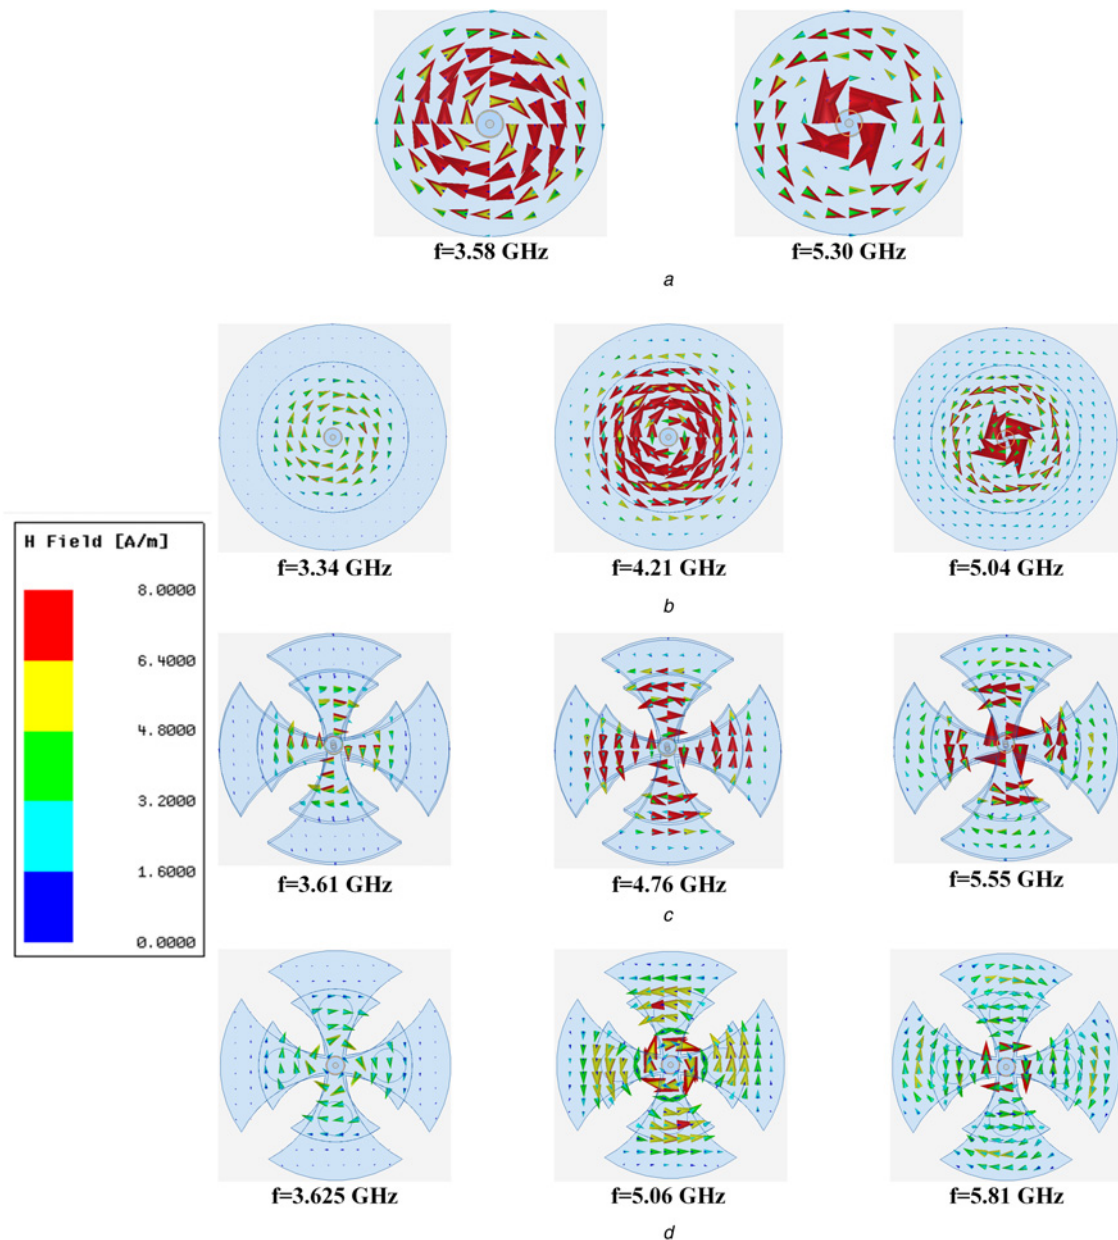 f=3.58 GHz
f=5.30 GHz
a
f=3.34 GHz
f=4.21 GHz
f=5.04 GHz
b
H Field [A/m]
8.0000
6.4000
4.8000
3.2000
1.6000
0.0000
f=3.61 GHz
f=4.76 GHz
f=5.55 GHz
c
f=3.625 GHz
f=5.06 GHz
f=5.81 GHz
d